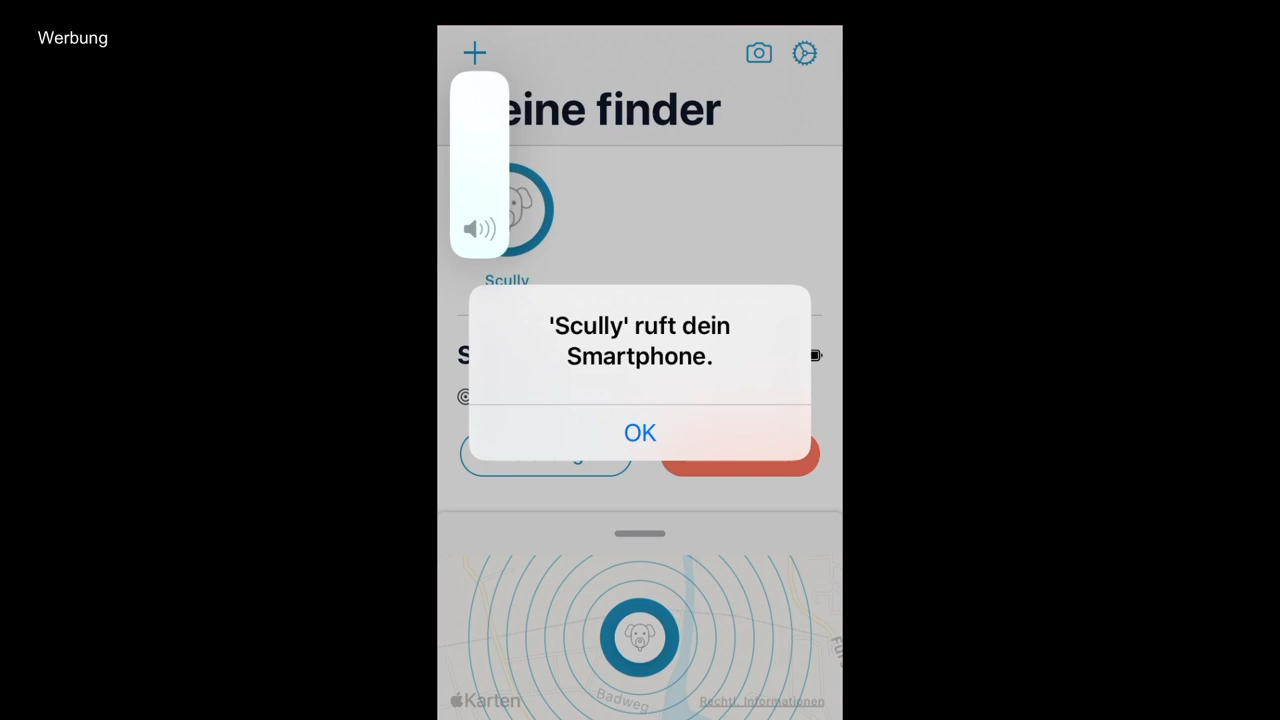 Werbung
eine finder
Scully
'Scully' ruft dein
Smartphone.
OK
Badweg
Karten
Rechtl. Informationen